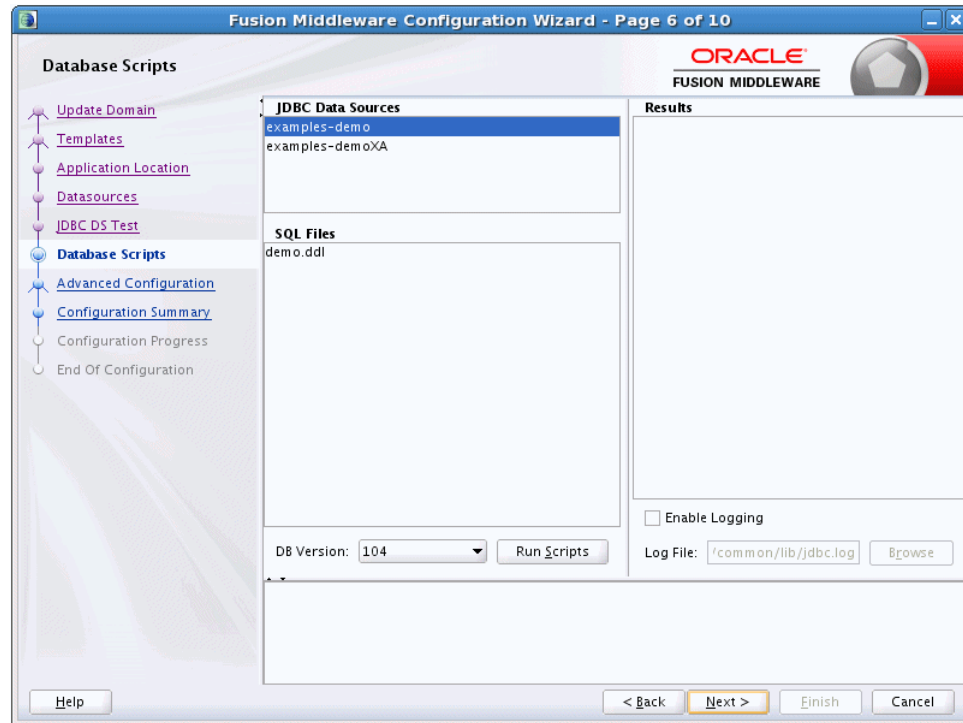 Fusion Middleware Configuration Wizard - Page 6 of 10
Database Scripts
ORACLE
FUSION MIDDLEWARE
Update Domain
Templates
Application Location
Datasources
JDBC DS Test
Database Scripts
Advanced Configuration
Configuration Summary
Configuration Progress
End Of Configuration
JDBC Data Sources
examples-demo
examples-demoXA
SQL Files
demo.ddl
DB Version: 104 Run Scripts
Results
Enable Logging
Log File: /common/lib/jdbc.log Browse
Help < Back Next > Finish Cancel